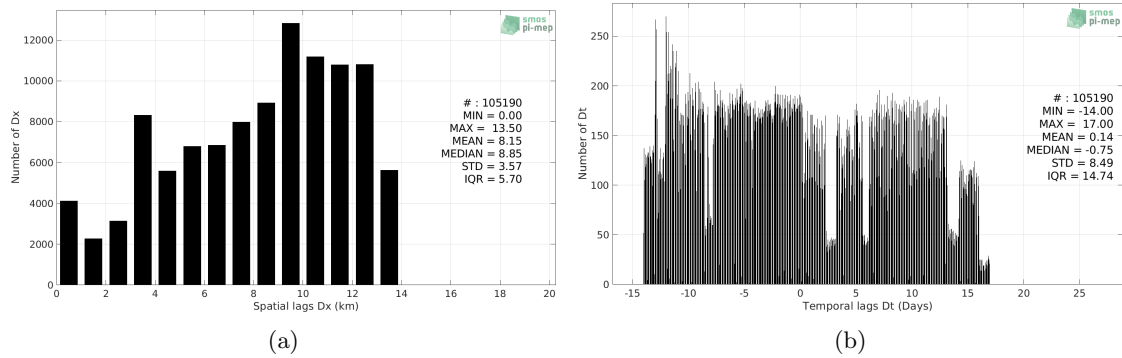 smos
pi-mep
12000
10000
8000
6000
4000
2000
0
Number of Dx
# : 105190
MIN = 0.00
MAX = 13.50
MEAN = 8.15
MEDIAN = 8.85
STD = 3.57
IQR = 5.70
0 2 4 6 8 10 12 14 16 18 20
Spatial lags Dx (km)
(a)
smos
pi-mep
250
200
150
100
50
0
Number of Dt
# : 105190
MIN = -14.00
MAX = 17.00
MEAN = 0.14
MEDIAN = -0.75
STD = 8.49
IQR = 14.74
-15 -10 -5 0 5 10 15 20 25
Temporal lags Dt (Days)
(b)